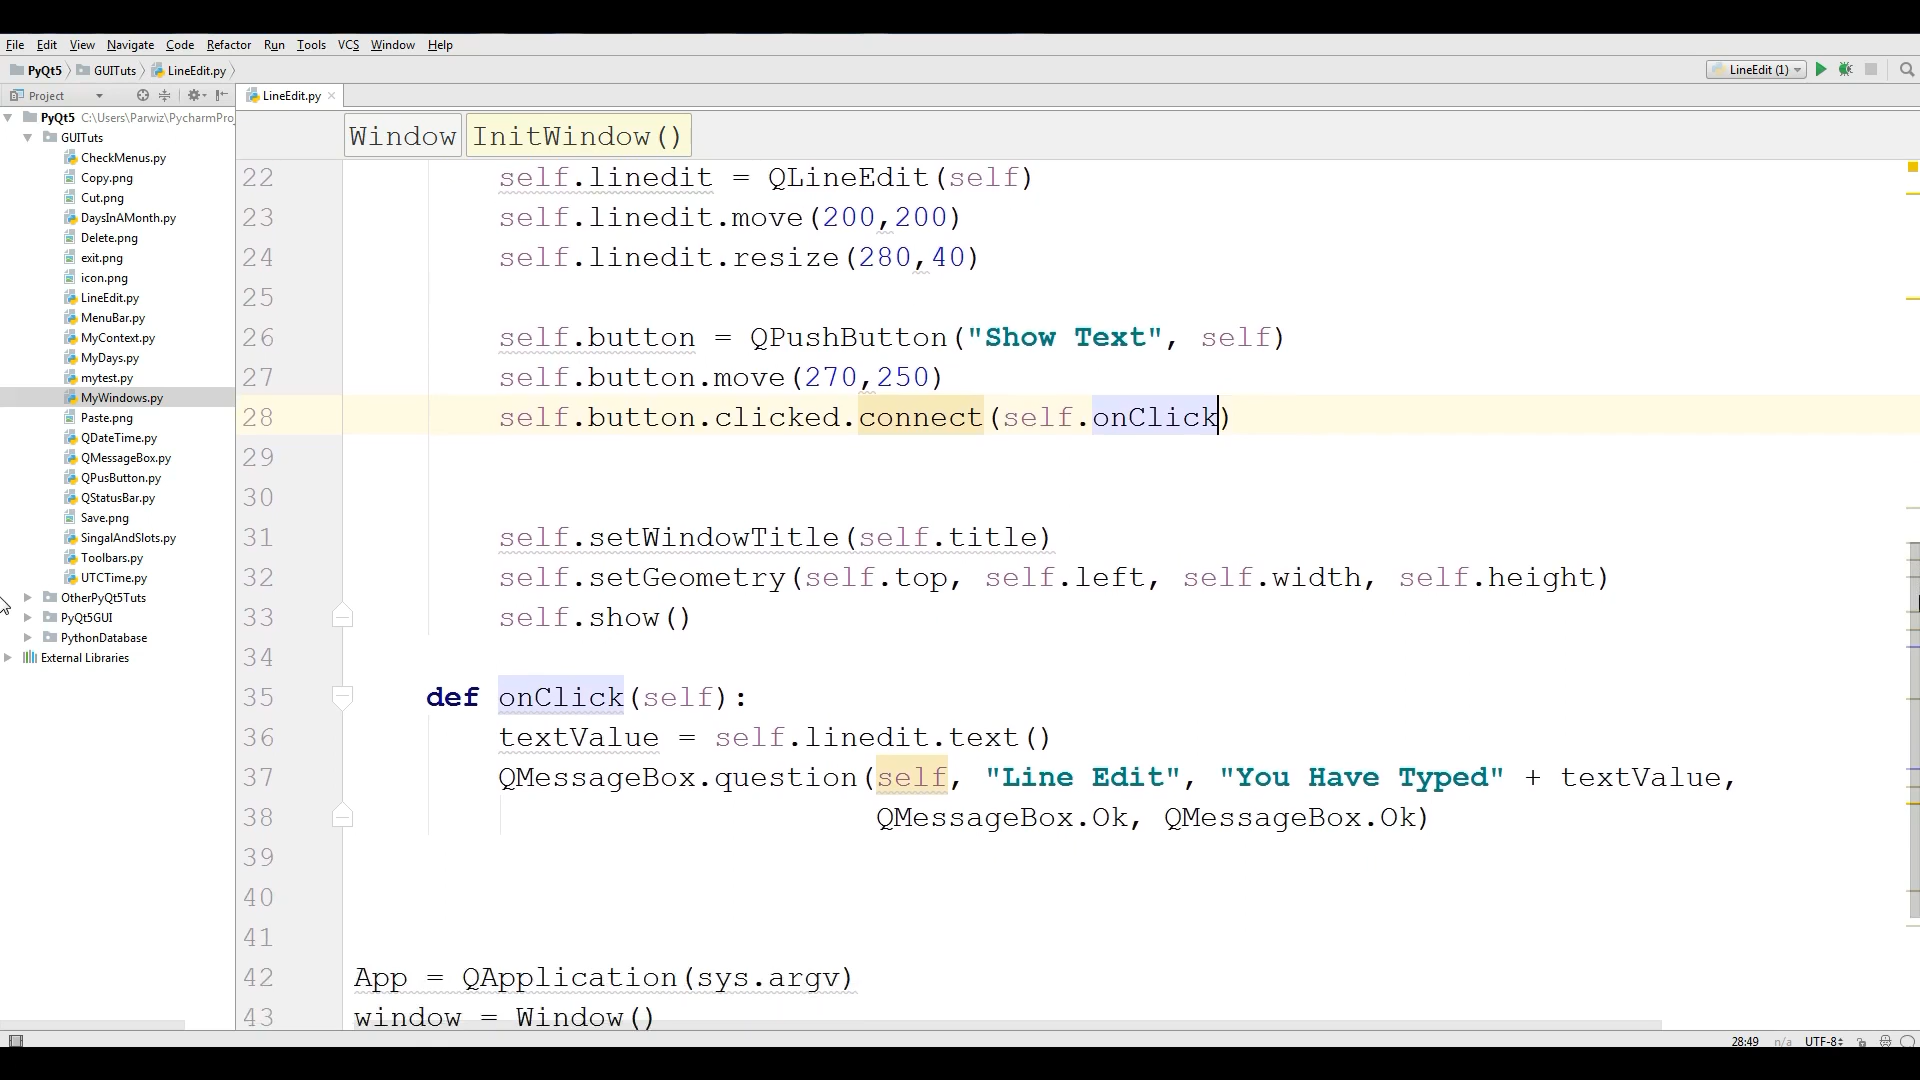 File Edit View Navigate Code Refactor Run Tools VCS Window Help
PyQt5 GUITuts LineEdit.py LineEdit (1)
Project LineEdit.py
PyQt5 C:\Users\Parwiz\PycharmPro
GUITuts
CheckMenus.py
Copy.png
Cut.png
DaysInAMonth.py
Delete.png
exit.png
icon.png
LineEdit.py
MenuBar.py
MyContext.py
MyDays.py
mytest.py
MyWindows.py
Paste.png
QDateTime.py
QMessageBox.py
QPusButton.py
QStatusBar.py
Save.png
SingalAndSlots.py
Toolbars.py
UTCTime.py
OtherPyQt5Tuts
PyQt5GUI
PythonDatabase
External Libraries
Window InitWindow()
22 self.linedit = QLineEdit(self)
23 self.linedit.move(200,200)
24 self.linedit.resize(280,40)
25
26 self.button = QPushButton("Show Text", self)
27 self.button.move(270,250)
28 self.button.clicked.connect(self.onClick)
29
30
31 self.setWindowTitle(self.title)
32 self.setGeometry(self.top, self.left, self.width, self.height)
33 self.show()
34
35 def onClick(self):
36 textValue = self.linedit.text()
37 QMessageBox.question(self, "Line Edit", "You Have Typed" + textValue,
38 QMessageBox.Ok, QMessageBox.Ok)
39
40
41
42 App = QApplication(sys.argv)
43 window = Window()
28:49 n/a UTF-8